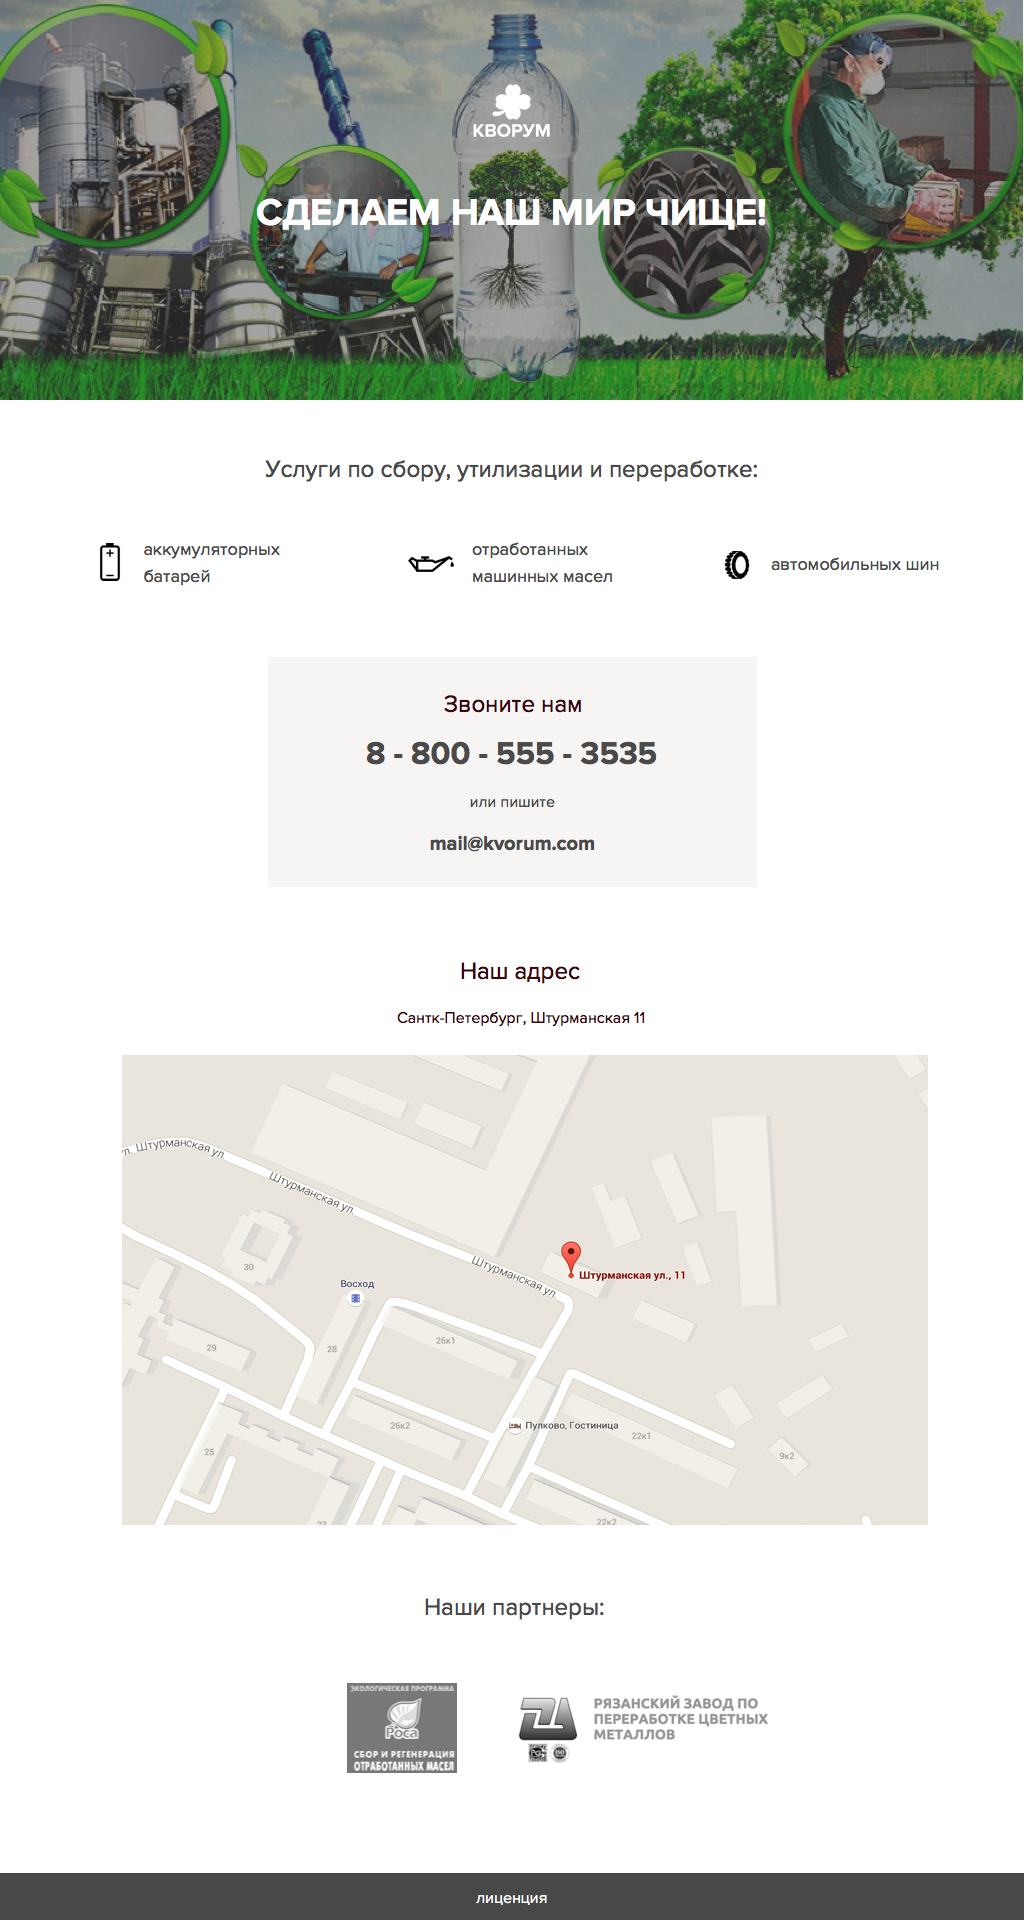 КВОРУМ
СДЕЛАЕМ НАШ МИР ЧИЩЕ!
Услуги по сбору, утилизации и переработке:
аккумуляторных
батарей
отработанных
машинных масел
автомобильных шин
Звоните нам
8 - 800 - 555 - 3535
или пишите
mail@kvorum.com
Наш адрес
Сантк-Петербург, Штурманская 11
ул. Штурманская ул.
Штурманская ул.
Штурманская ул.
Штурманская ул., 11
30
Восход
29
28
26к1
26к2
Пулково, Гостиница
22к1
25
9к2
22к2
Наши партнеры:
ЭКОЛОГИЧЕСКАЯ ПРОГРАММА
Роса
СБОР И РЕГЕНЕРАЦИЯ
ОТРАБОТАННЫХ МАСЕЛ
РЯЗАНСКИЙ ЗАВОД ПО
ПЕРЕРАБОТКЕ ЦВЕТНЫХ
МЕТАЛЛОВ
лиценция